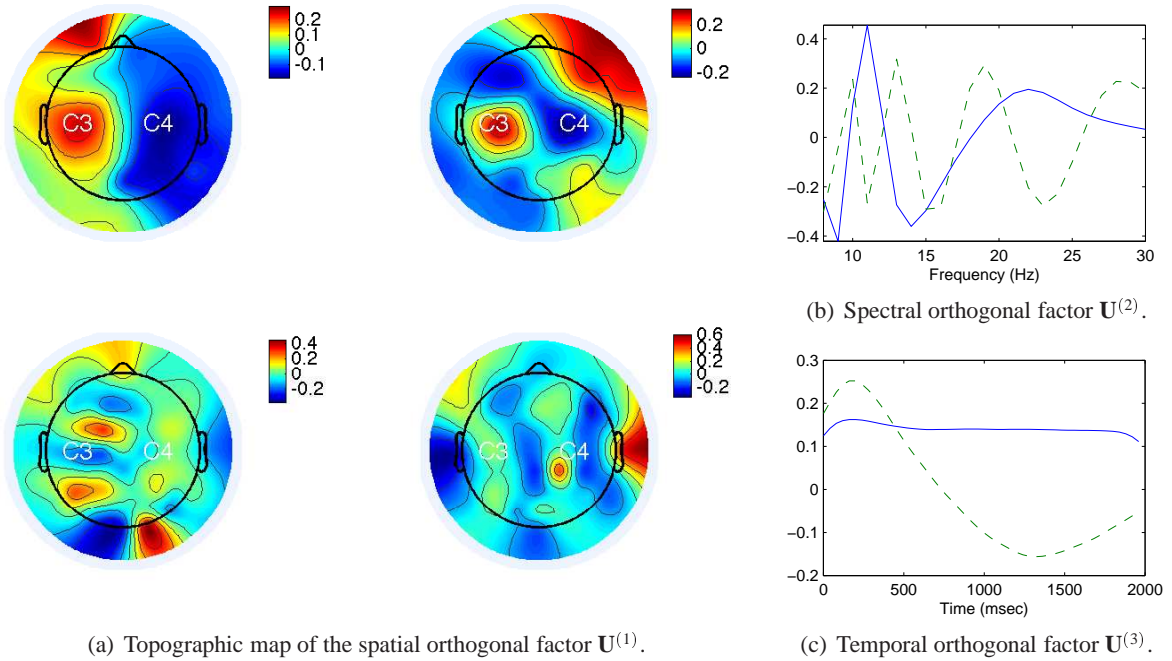 0.2
0.1
0
-0.1
C3 C4
0.2
0
-0.2
C3 C4
0.4
0.2
0
−0.2
−0.4
10 15 20 25 30
Frequency (Hz)
(b) Spectral orthogonal factor U(2).
0.4
0.2
0
-0.2
C3 C4
0.6
0.4
0.2
0
-0.2
C3 C4
0.3
0.2
0.1
0
−0.1
−0.2
0 500 1000 1500 2000
Time (msec)
(a) Topographic map of the spatial orthogonal factor U(1).
(c) Temporal orthogonal factor U(3).